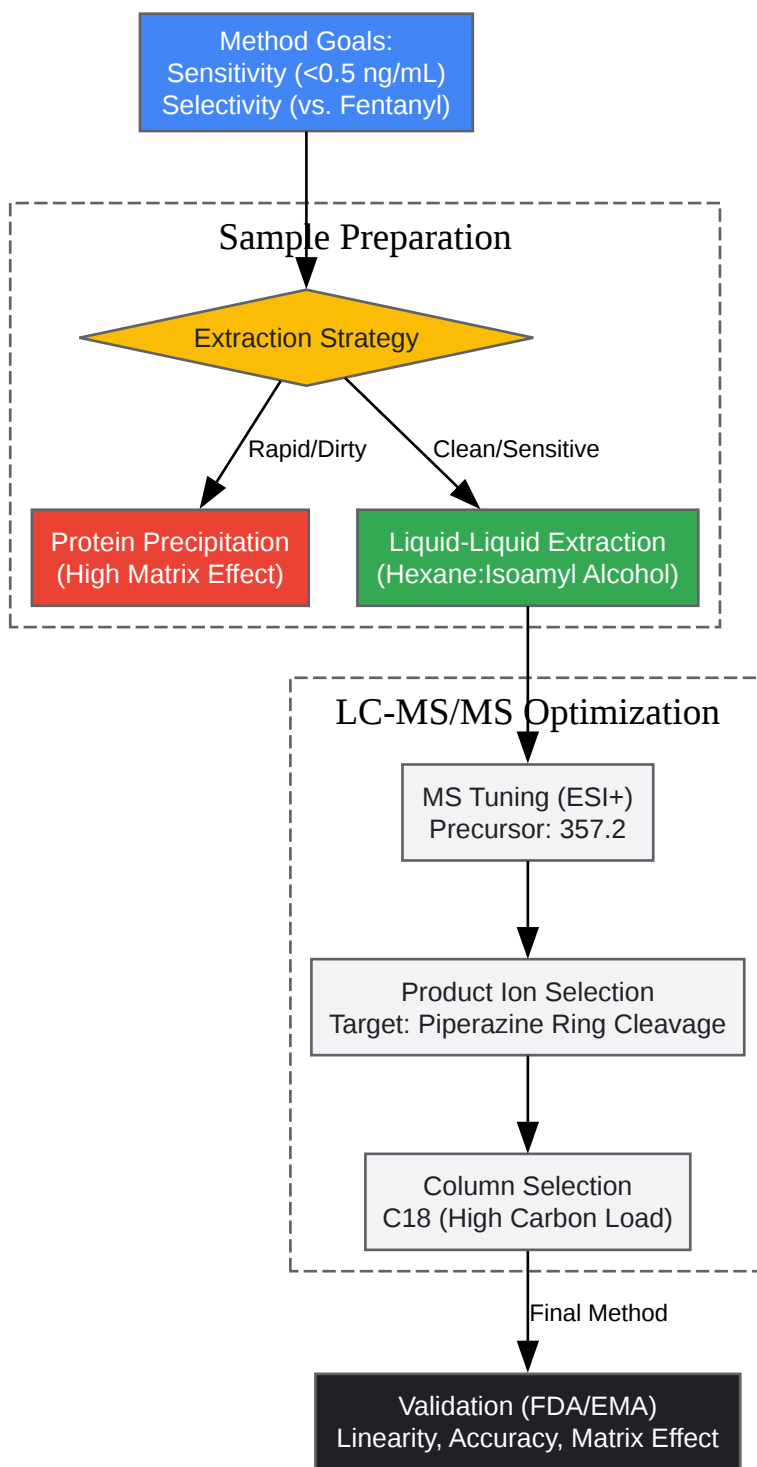 Method Goals:
Sensitivity (<0.5 ng/mL)
Selectivity (vs. Fentanyl)
Sample Preparation
Extraction Strategy
Rapid/Dirty
Clean/Sensitive
Protein Precipitation
(High Matrix Effect)
Liquid-Liquid Extraction
(Hexane:Isoamyl Alcohol)
LC-MS/MS Optimization
MS Tuning (ESI+)
Precursor: 357.2
Product Ion Selection
Target: Piperazine Ring Cleavage
Column Selection
C18 (High Carbon Load)
Final Method
Validation (FDA/EMA)
Linearity, Accuracy, Matrix Effect